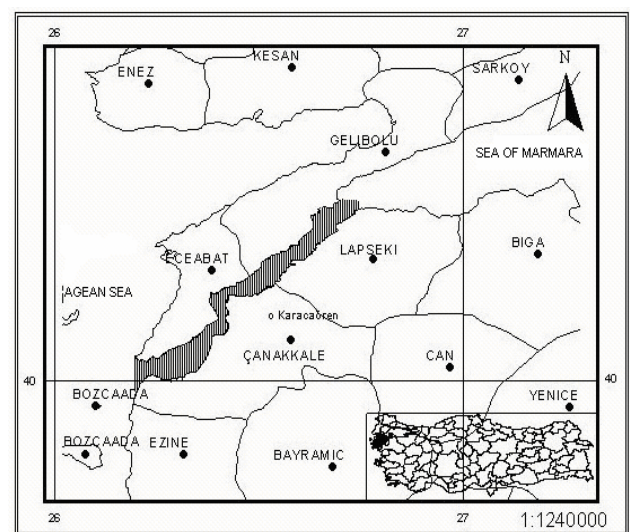 26 27
KESAN
ENEZ
SARKOY
N
GELIBOLU
SEA OF MARMARA
ECEABAT
LAPSEKI
BIGA
AGEAN SEA
o Karacaören
ÇANAKKALE
CAN
40 40
BOZCAADA
YENICE
BOZCAADA EZINE
BAYRAMIC
26 27
1:1240000